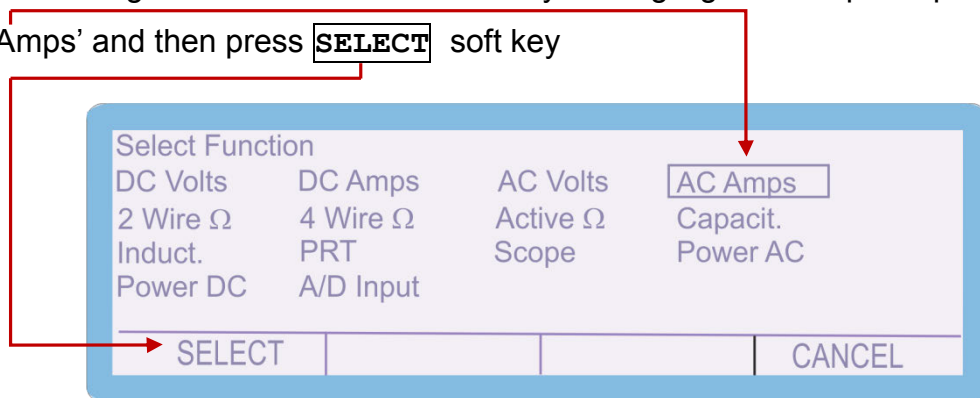 Amps’ and then press SELECT soft key
Select Function
DC Volts DC Amps AC Volts AC Amps
2 Wire Ω 4 Wire Ω Active Ω Capacit.
Induct. PRT Scope Power AC
Power DC A/D Input
SELECT CANCEL